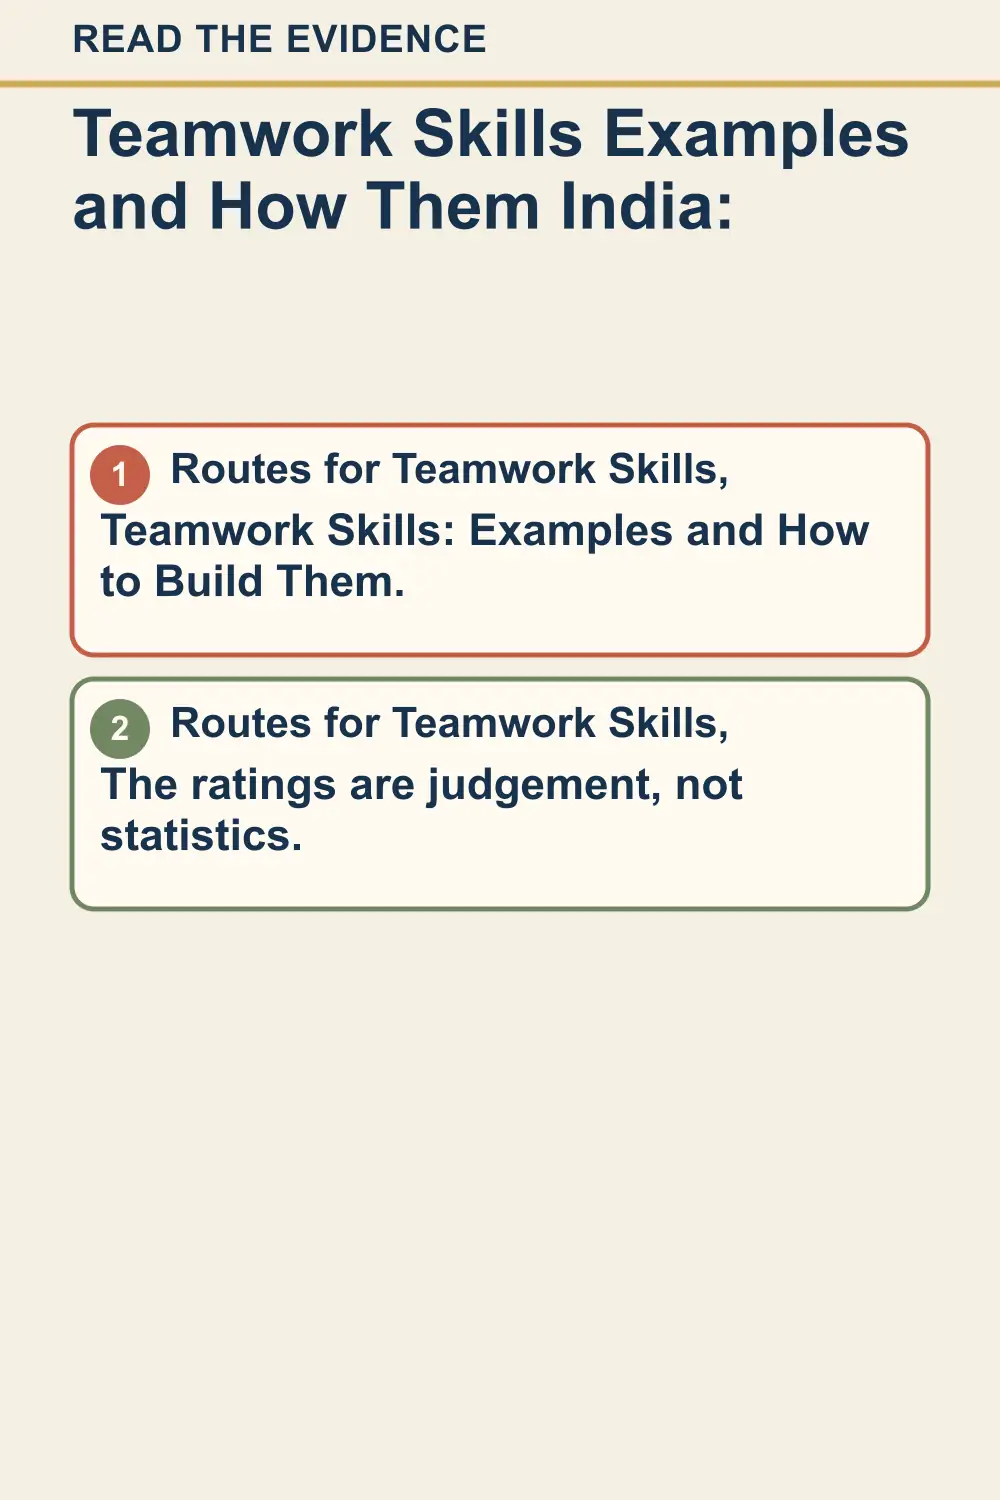 READ THE EVIDENCE
Teamwork Skills Examples
and How Them India:
1
Routes for Teamwork Skills,
Teamwork Skills: Examples and How
to Build Them.
2
Routes for Teamwork Skills,
The ratings are judgement, not
statistics.